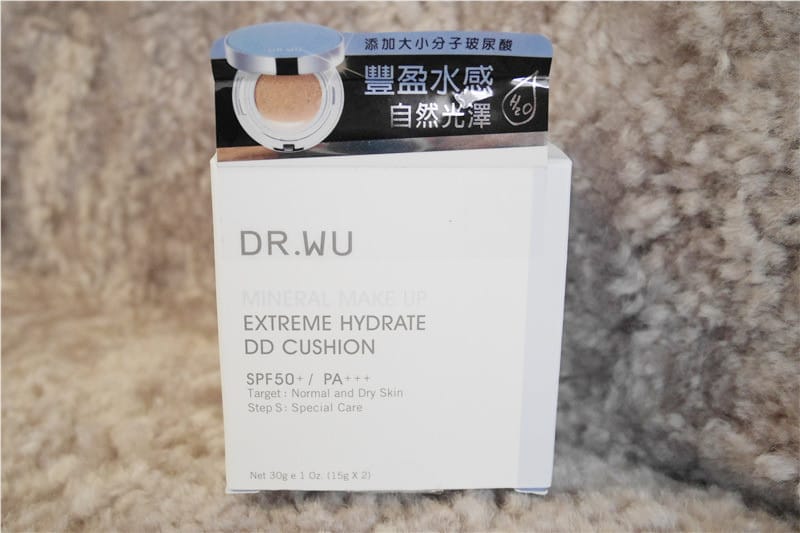 DR.WU
添加大小分子玻尿酸
豐盈水感
自然光澤
H2O
DR.WU
MINERAL MAKE UP
EXTREME HYDRATE
DD CUSHION
SPF50+/ PA+++
Target: Normal and Dry Skin
Step S: Special Care
Net 30g e 1 Oz. (15g X 2)